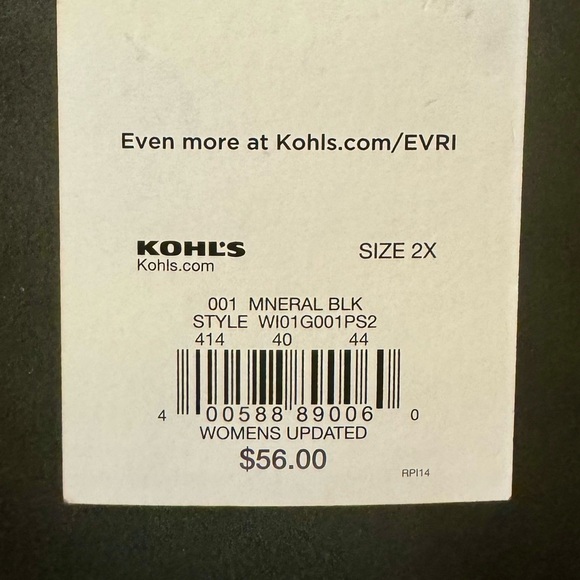 Even more at Kohls.com/EVRI
KOHL'S SIZE 2X
Kohls.com
001 MNERAL BLK
STYLE WI01G001PS2
414 40 44
4 00588 89006 0
WOMENS UPDATED
$56.00
RPI14